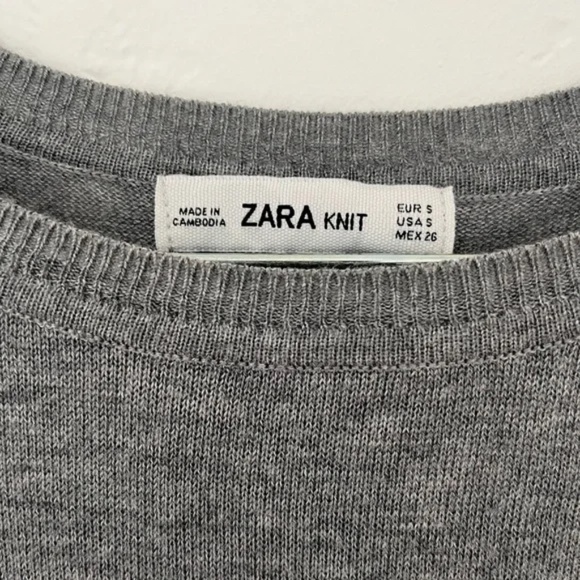 MADE IN
CAMBODIA
ZARA KNIT
EUR S
USA S
MEX 26